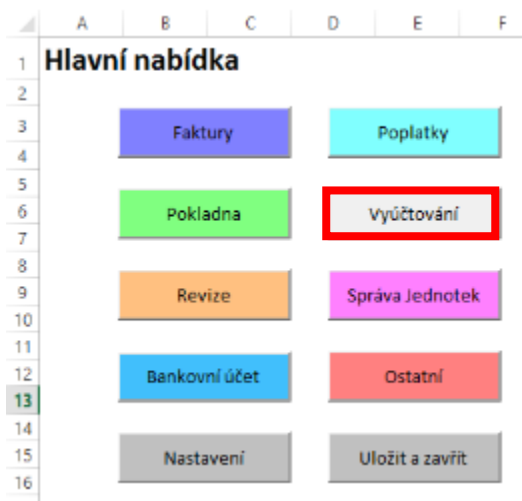 A B C D E F
1 Hlavní nabídka
2
3 Faktury Poplatky
4
5
6 Pokladna Vyúčtování
7
8
9 Revize Správa Jednotek
10
11
12 Bankovní účet Ostatní
13
14
15 Nastavení Uložit a zavřít
16